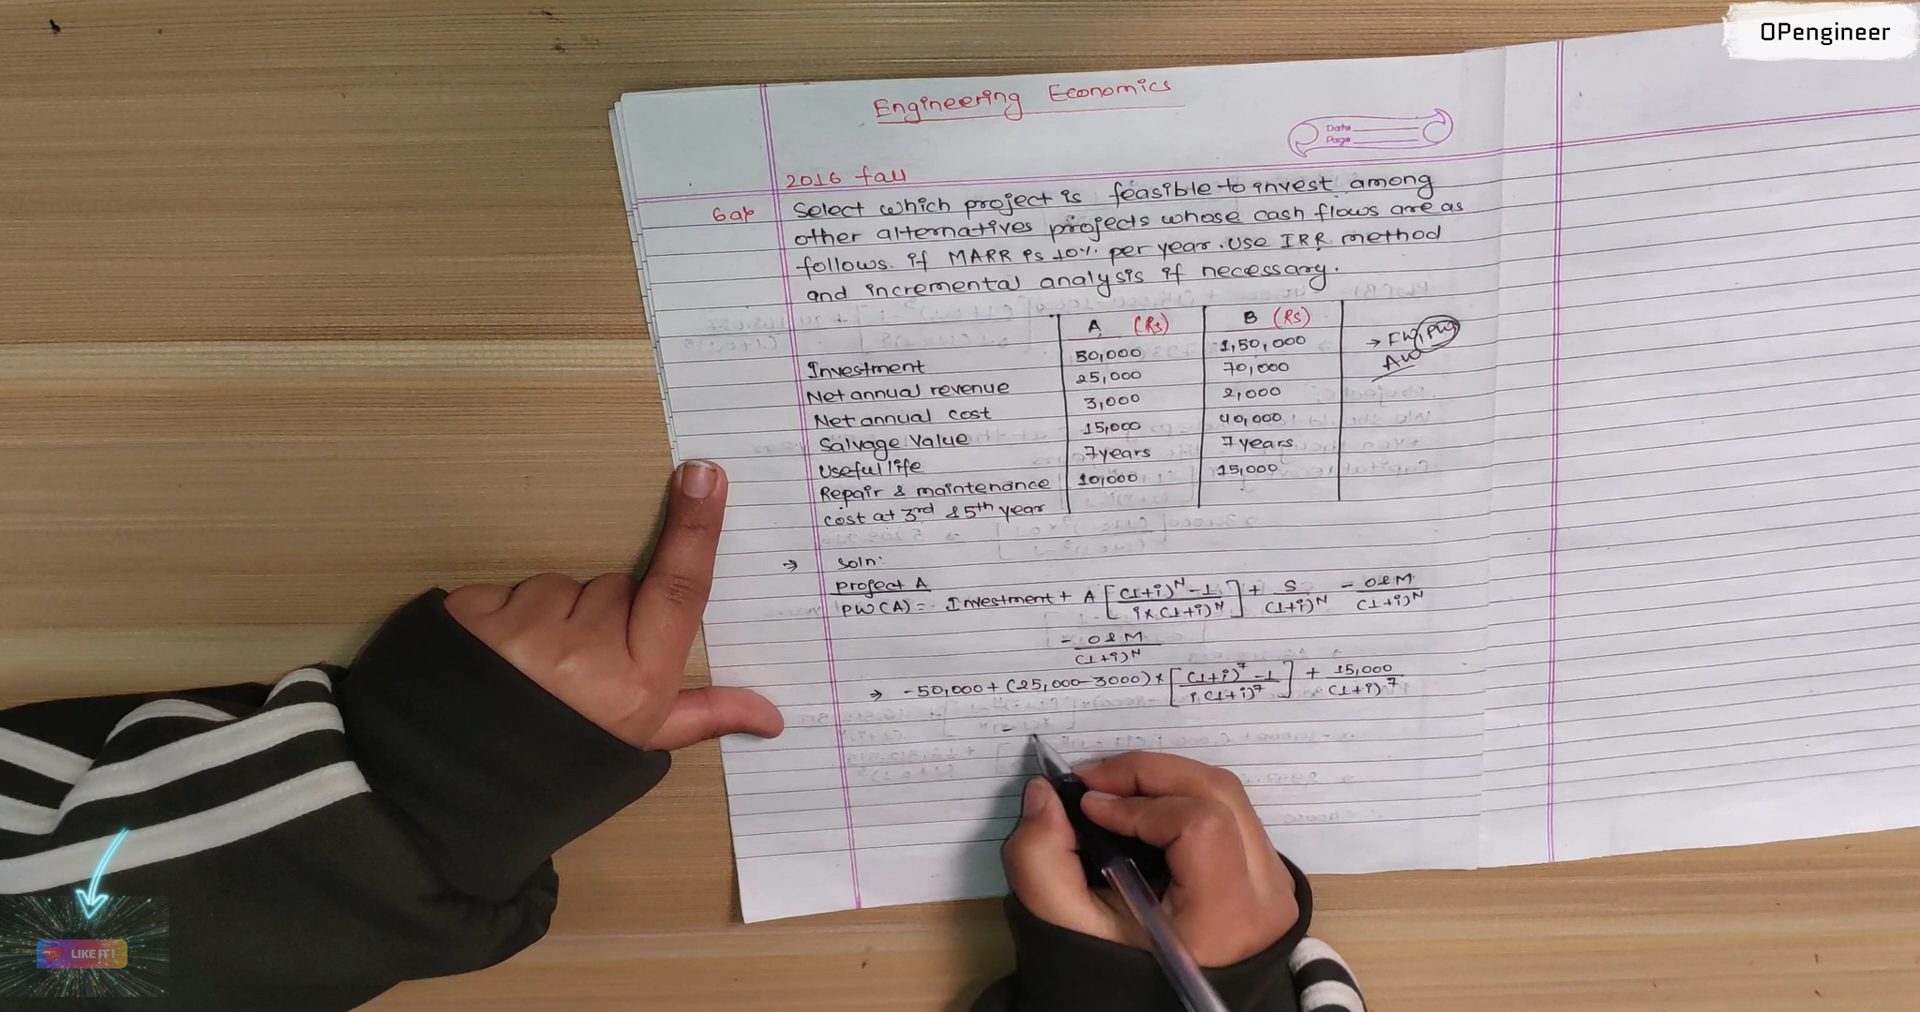 OPengineer
Engineering Economics
Date
Page
2016 fall
6a) Select which project is feasible to invest among
other alternatives projects whose cash flows are as
follows. if MARR is 10% per year. Use IRR method
and incremental analysis if necessary.
A (Rs) B (Rs)
Investment 50,000 1,50,000 → FW, PW
Net annual revenue 25,000 70,000 AW
Net annual cost 3,000 2,000
Salvage Value 15,000 40,000
Useful life 7years 7years
Repair & maintenance 10,000 15,000
cost at 3rd & 5th year
→ Soln:
Project A
PW(A) = - Investment + A [ (1+i)^N - 1 / i×(1+i)^N ] + S / (1+i)^N - O&M / (1+i)^N
- O&M / (1+i)^N
→ -50,000 + (25,000-3000) × [ (1+i)^7 - 1 / i(1+i)^7 ] + 15,000 / (1+i)^7
-
LIKE IT!